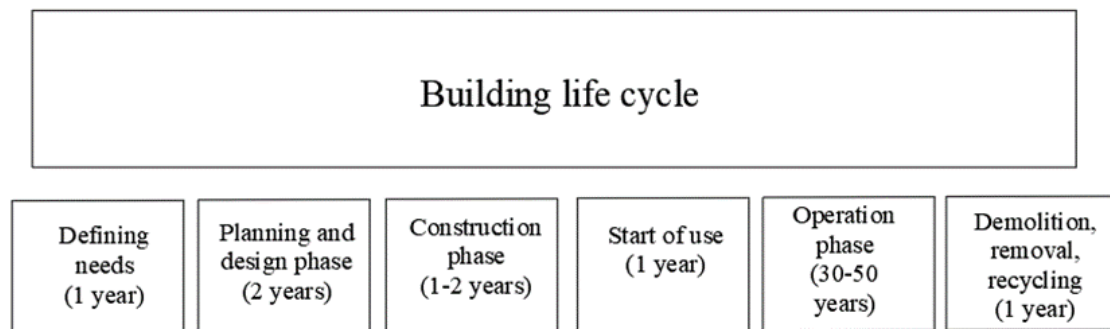 Building life cycle
Defining
needs
(1 year)
Planning and
design phase
(2 years)
Construction
phase
(1-2 years)
Start of use
(1 year)
Operation
phase
(30-50
years)
Demolition,
removal,
recycling
(1 year)